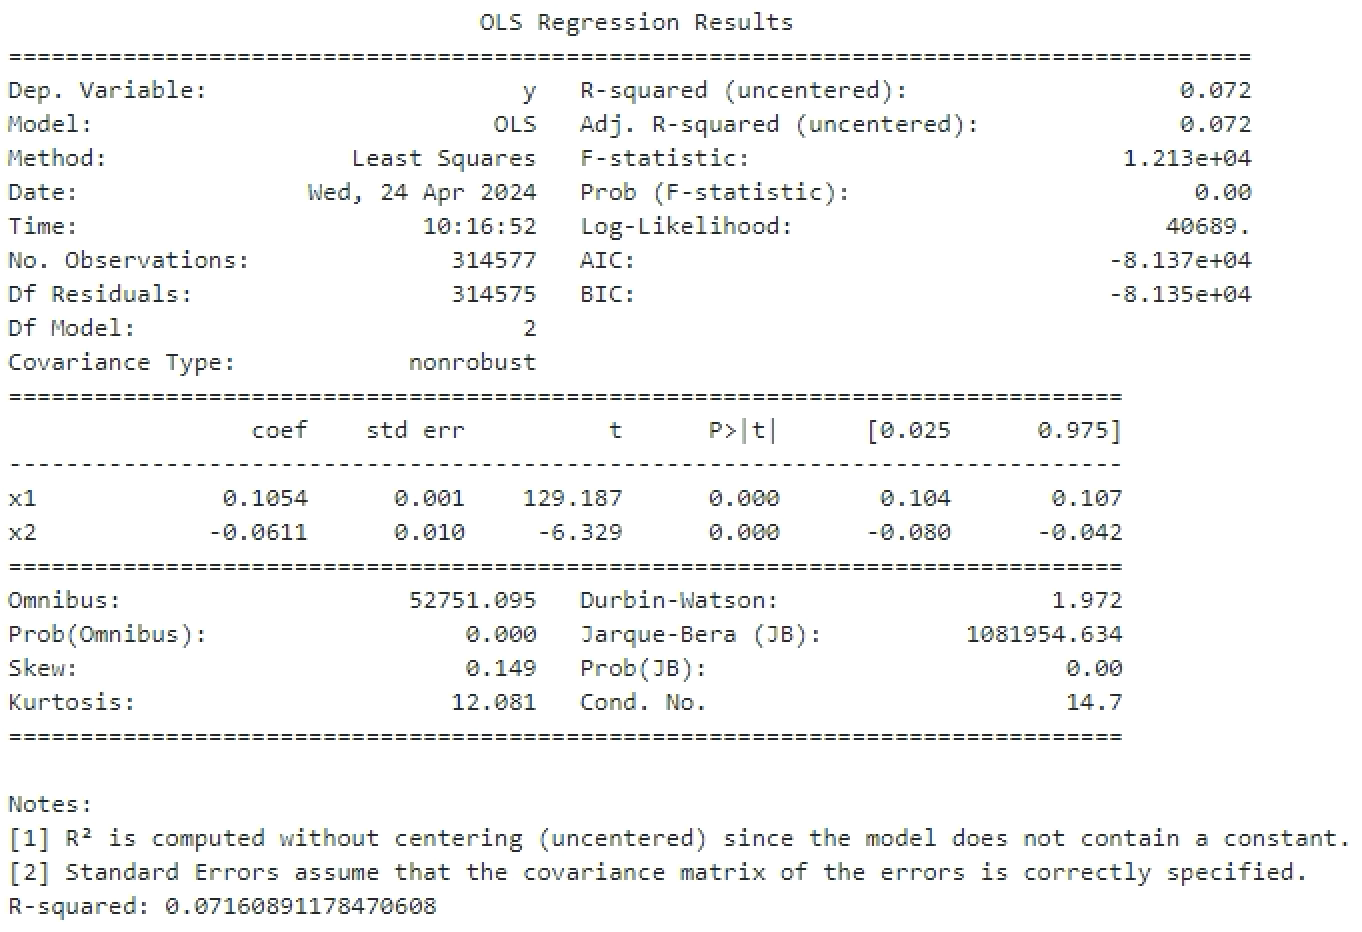 OLS Regression Results
==============================================================================
Dep. Variable: y R-squared (uncentered): 0.072
Model: OLS Adj. R-squared (uncentered): 0.072
Method: Least Squares F-statistic: 1.213e+04
Date: Wed, 24 Apr 2024 Prob (F-statistic): 0.00
Time: 10:16:52 Log-Likelihood: 40689.
No. Observations: 314577 AIC: -8.137e+04
Df Residuals: 314575 BIC: -8.135e+04
Df Model: 2
Covariance Type: nonrobust
==============================================================================
coef std err t P>|t| [0.025 0.975]
------------------------------------------------------------------------------
x1 0.1054 0.001 129.187 0.000 0.104 0.107
x2 -0.0611 0.010 -6.329 0.000 -0.080 -0.042
==============================================================================
Omnibus: 52751.095 Durbin-Watson: 1.972
Prob(Omnibus): 0.000 Jarque-Bera (JB): 1081954.634
Skew: 0.149 Prob(JB): 0.00
Kurtosis: 12.081 Cond. No. 14.7
==============================================================================
Notes:
[1] R² is computed without centering (uncentered) since the model does not contain a constant.
[2] Standard Errors assume that the covariance matrix of the errors is correctly specified.
R-squared: 0.07160891178470608